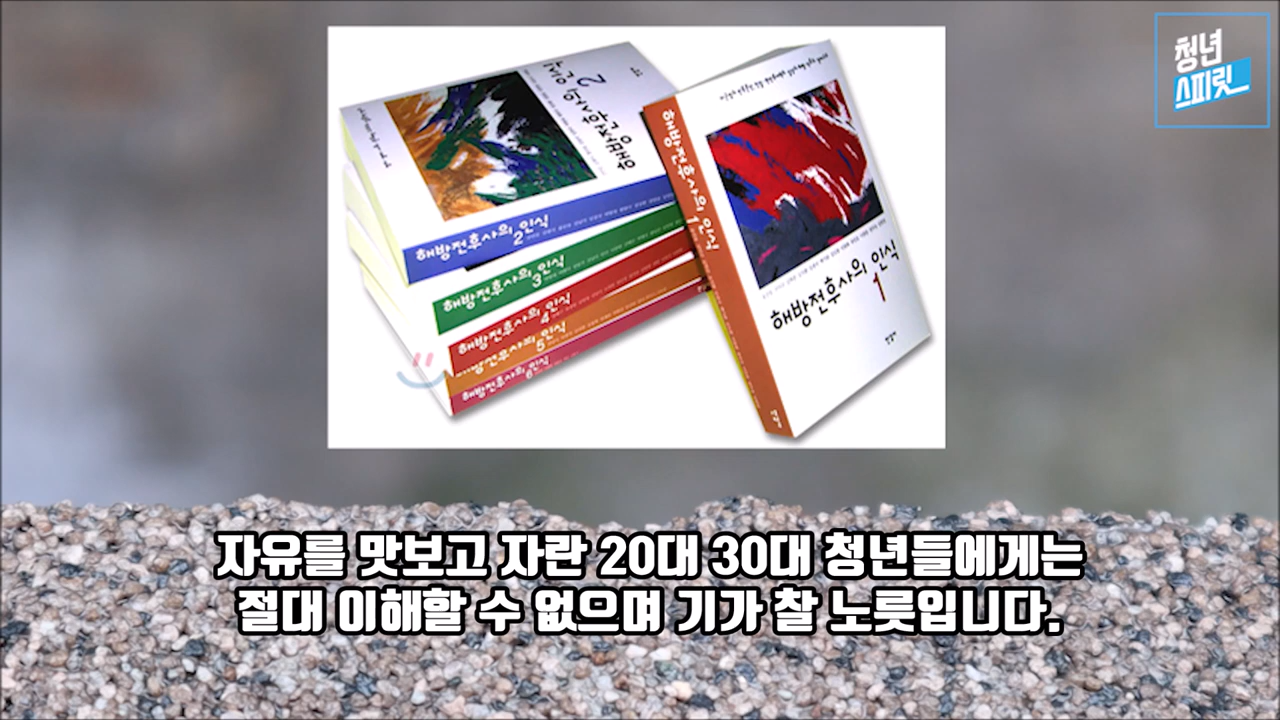 청년
스피릿
해방전후사의 인식
2
해방전후사의 2 인식
해방전후사의 3 인식
해방전후사의 4 인식
해방전후사의 5 인식
해방전후사의 6 인식
해방전후사의 1 인식
해방전후사의 인식
1
한길사
자유를 맛보고 자란 20대 30대 청년들에게는
절대 이해할 수 없으며 기가 찰 노릇입니다.